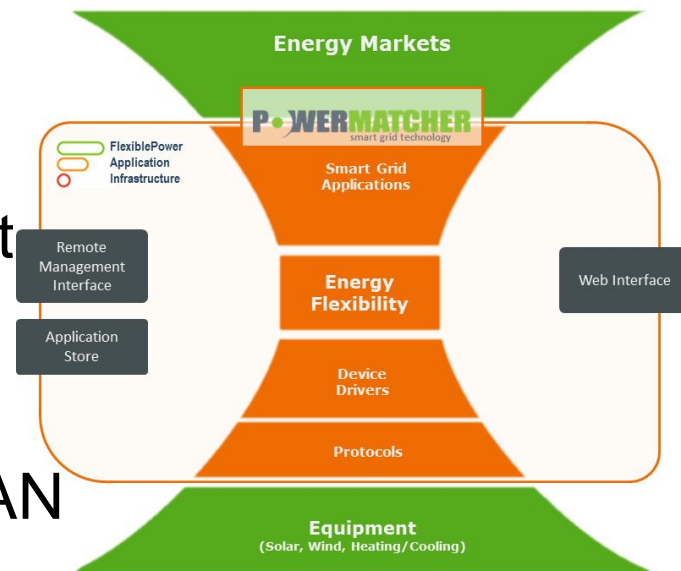 Energy Markets
POWERMATCHER
smart grid technology
FlexiblePower
Application
Infrastructure
Smart Grid
Applications
t
Remote
Management
Interface
Energy
Flexibility
Web Interface
Application
Store
Device
Drivers
Protocols
AN
Equipment
(Solar, Wind, Heating/Cooling)